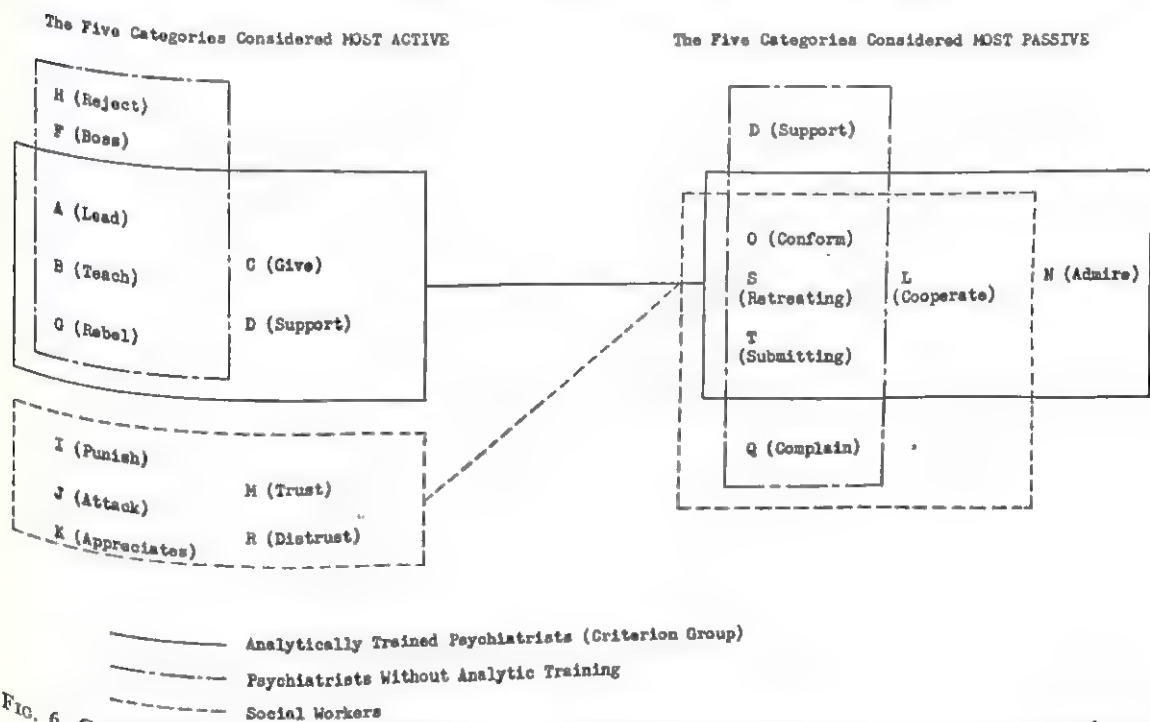 The Five Categories Considered MOST ACTIVE
The Five Categories Considered MOST PASSIVE
H (Reject)
F (Boss)
A (Lead)
B (Teach)
G (Rebel)
C (Give)
D (Support)
I (Punish)
J (Attack)
K (Appreciates)
M (Trust)
R (Distrust)
D (Support)
O (Conform)
S
(Retreating)
T
(Submitting)
L
(Cooperate)
N (Admire)
Q (Complain)
Analytically Trained Psychiatrists (Criterion Group)
Psychiatrists Without Analytic Training
Social Workers
FIG. 6